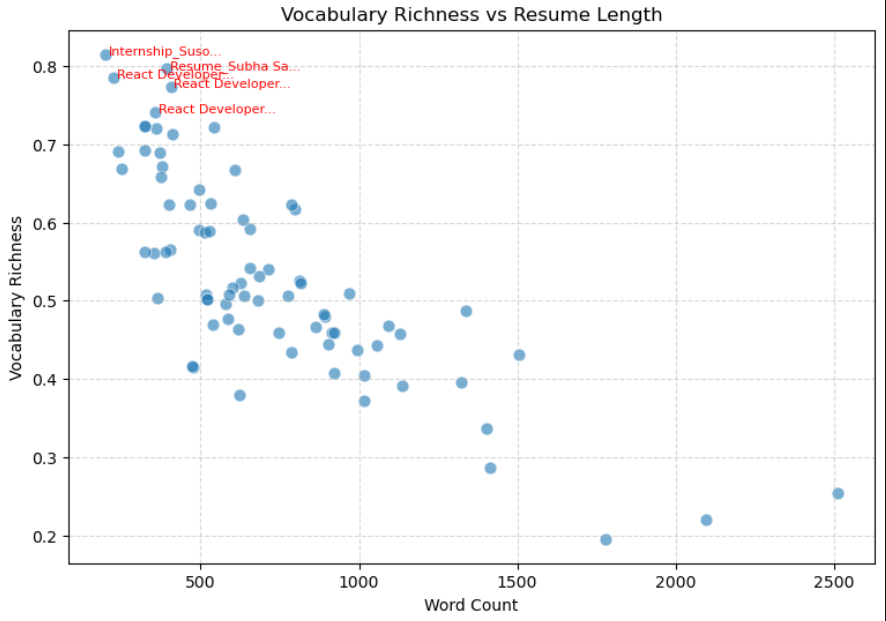 Vocabulary Richness vs Resume Length
Internship_Suso...
Resume_Subha Sa...
React Developer...
React Developer...
React Developer...
Vocabulary Richness
0.8
0.7
0.6
0.5
0.4
0.3
0.2
500
1000
1500
2000
2500
Word Count